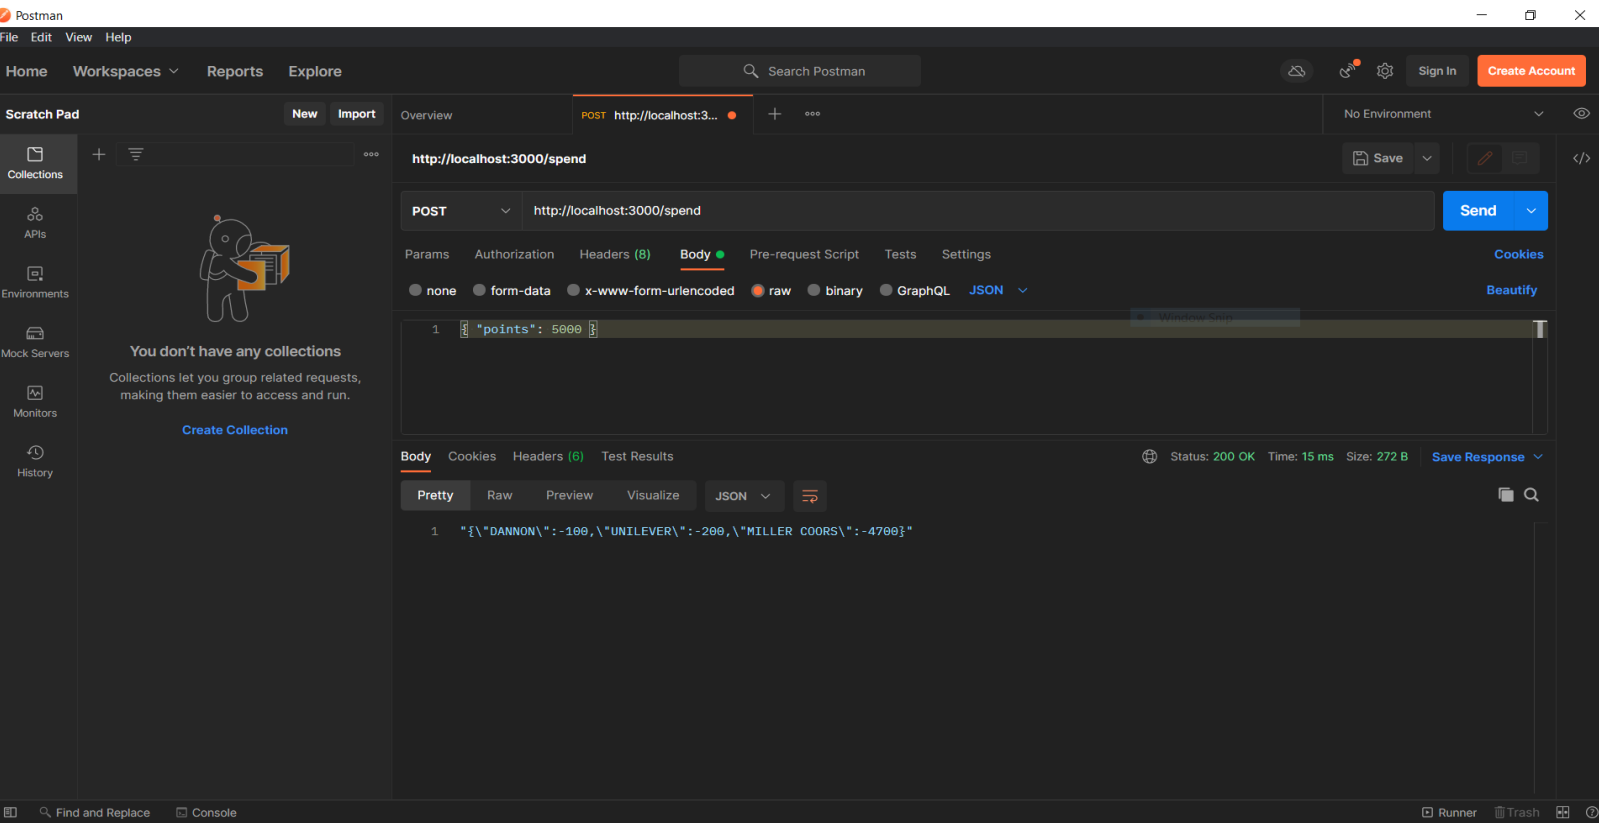 Postman
File Edit View Help
Home Workspaces Reports Explore Search Postman Sign In Create Account
Scratch Pad New Import Overview POST http://localhost:3... No Environment
http://localhost:3000/spend Save
Collections
POST http://localhost:3000/spend Send
APIs
Params Authorization Headers (8) Body Pre-request Script Tests Settings Cookies
Environments
none form-data x-www-form-urlencoded raw binary GraphQL JSON Beautify
Window Snip
1 { "points": 5000 }
Mock Servers
You don't have any collections
Collections let you group related requests,
making them easier to access and run.
Monitors
Create Collection
History
Body Cookies Headers (6) Test Results Status: 200 OK Time: 15 ms Size: 272 B Save Response
Pretty Raw Preview Visualize JSON
1 "{\"DANNON\":-100,\"UNILEVER\":-200,\"MILLER COORS\":-4700}"
Find and Replace Console Runner Trash